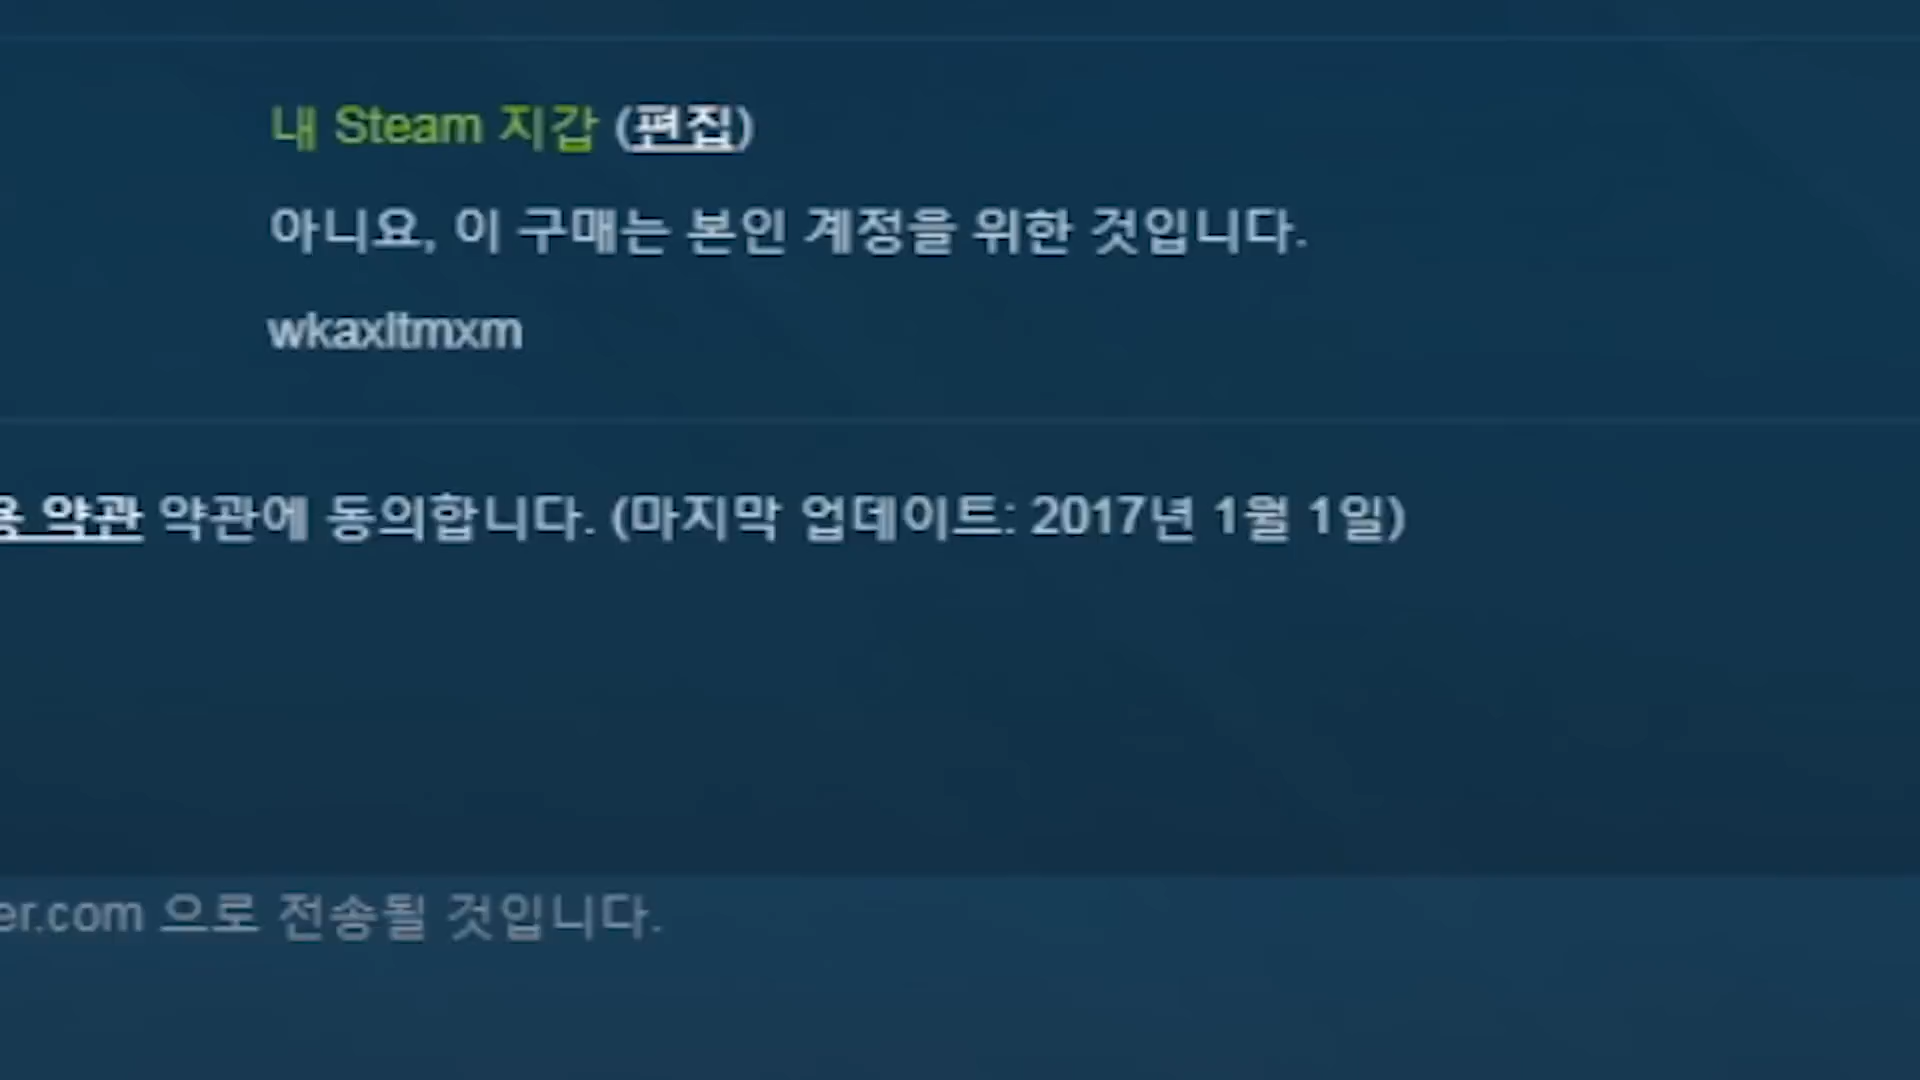 내 Steam 지갑 (편집)
아니요, 이 구매는 본인 계정을 위한 것입니다.
wkaxltmxm
용 약관 약관에 동의합니다. (마지막 업데이트: 2017년 1월 1일)
er.com 으로 전송될 것입니다.